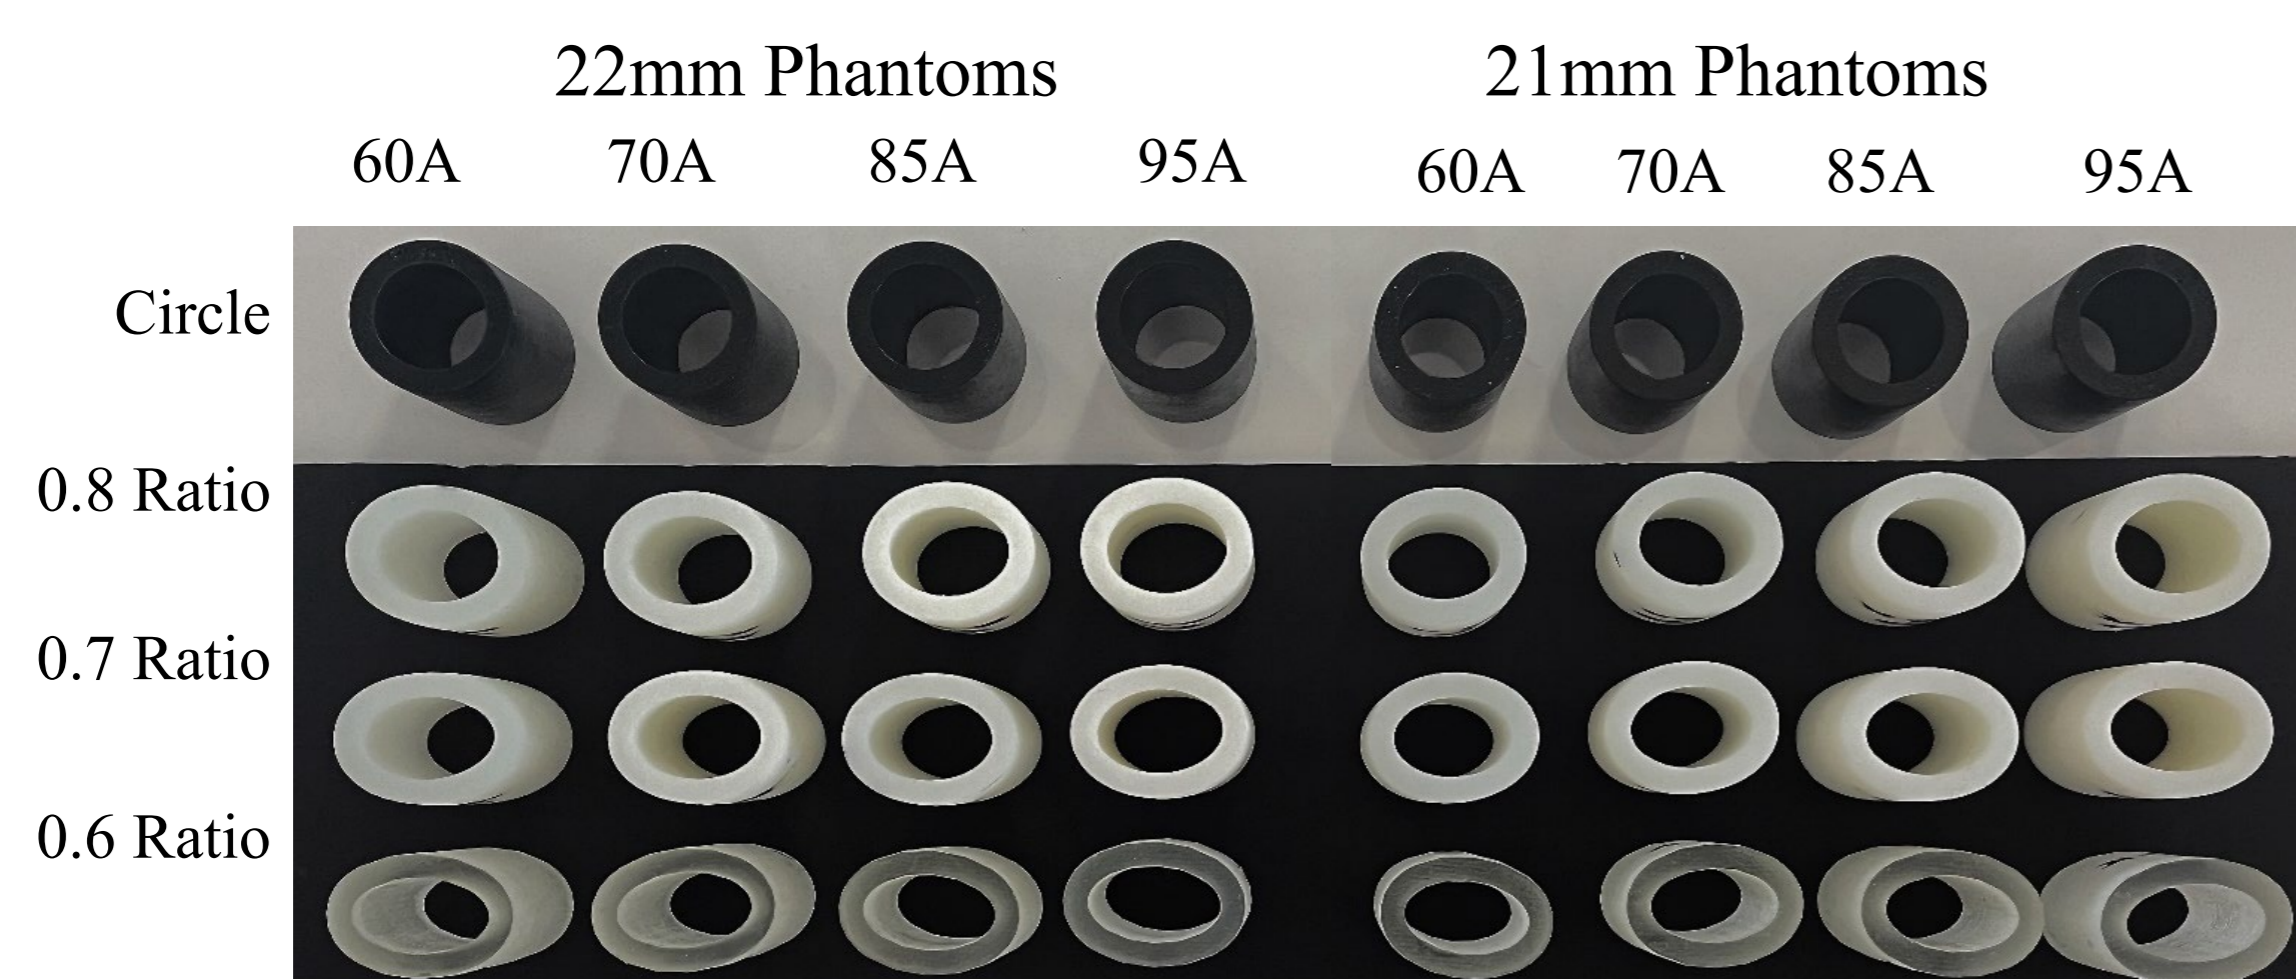 22mm Phantoms 21mm Phantoms
60A 70A 85A 95A 60A 70A 85A 95A
Circle
0.8 Ratio
0.7 Ratio
0.6 Ratio